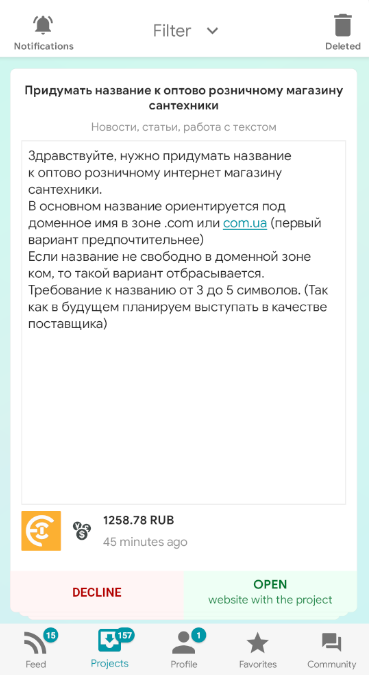 Notifications
Filter
Deleted
Придумать название к оптово розничному магазину
сантехники
Новости, статьи, работа с текстом
Здравствуйте, нужно придумать название
к оптово розничному интернет магазину
сантехники.
В основном название ориентируется под
доменное имя в зоне .com или com.ua (первый
вариант предпочтительнее)
Если название не свободно в доменной зоне
ком, то такой вариант отбрасывается.
Требование к названию от 3 до 5 символов. (Так
как в будущем планируем выступать в качестве
поставщика)
1258.78 RUB
45 minutes ago
DECLINE
OPEN
website with the project
15
157
1
Feed
Projects
Profile
Favorites
Community